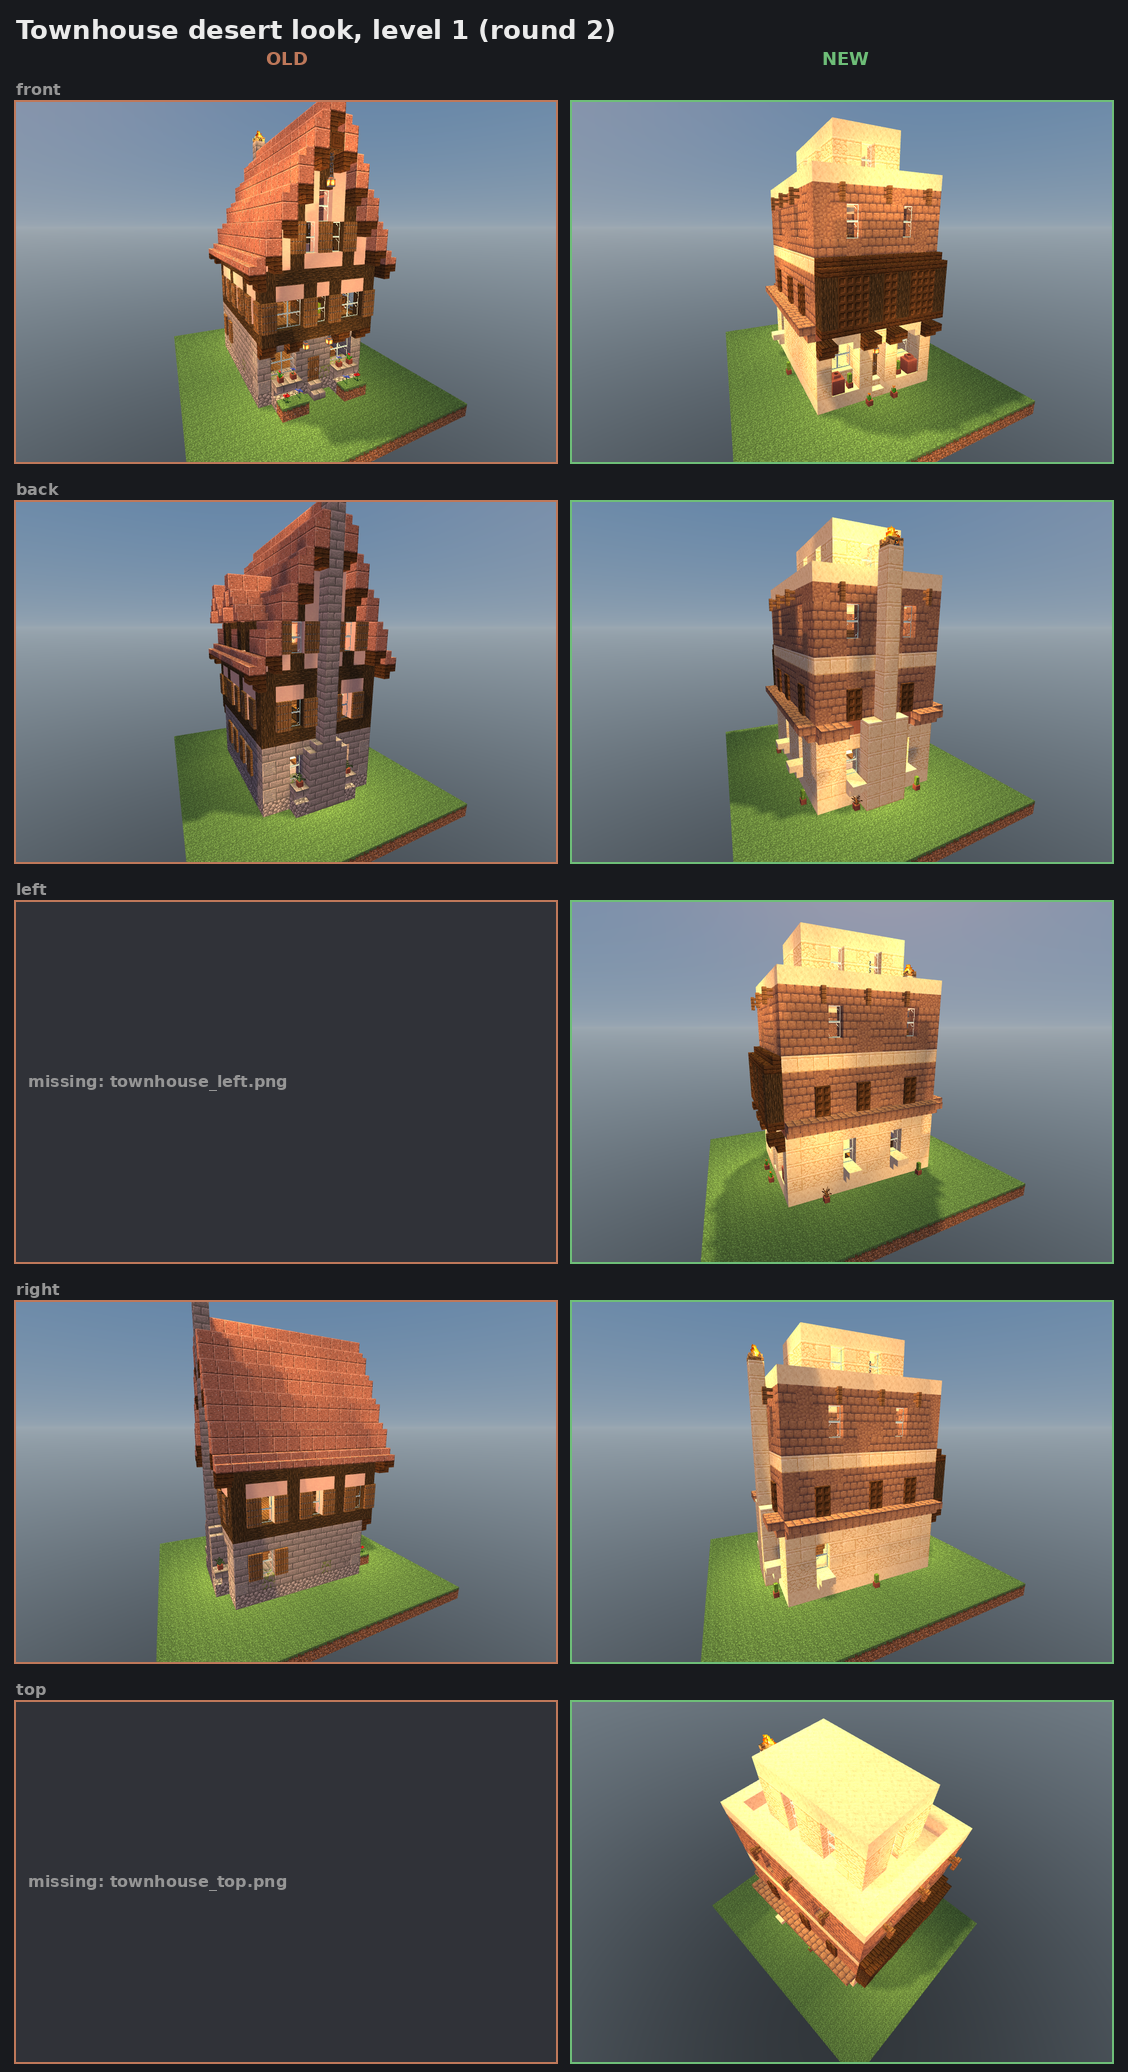 Townhouse desert look, level 1 (round 2)
OLD
NEW
front
back
left
missing: townhouse_left.png
right
top
missing: townhouse_top.png